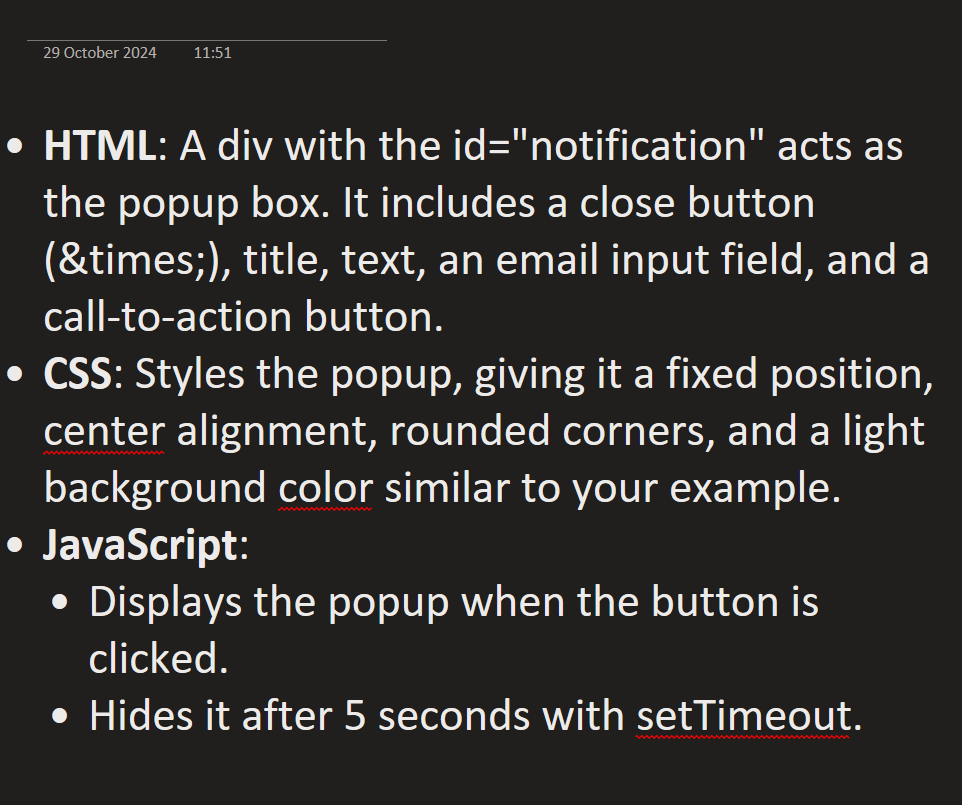 29 October 2024 11:51
• HTML: A div with the id="notification" acts as
the popup box. It includes a close button
(&times;), title, text, an email input field, and a
call-to-action button.
• CSS: Styles the popup, giving it a fixed position,
center alignment, rounded corners, and a light
background color similar to your example.
• JavaScript:
• Displays the popup when the button is
clicked.
• Hides it after 5 seconds with setTimeout.